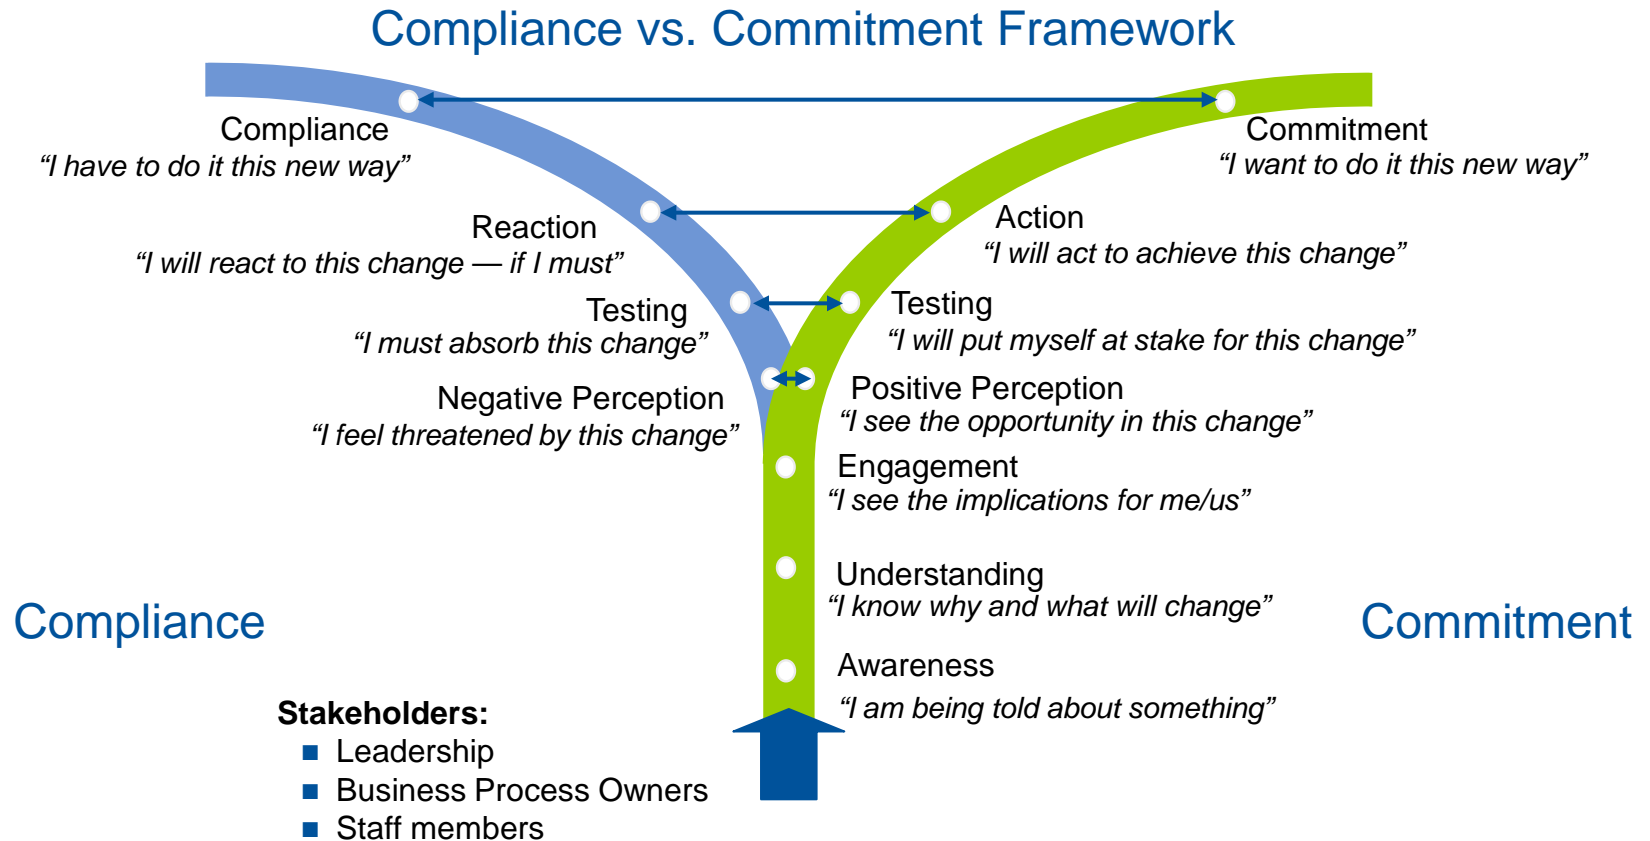 Compliance vs. Commitment Framework
Compliance
“I have to do it this new way”
Commitment
“I want to do it this new way”
Reaction
“I will react to this change — if I must”
Action
“I will act to achieve this change”
Testing
“I must absorb this change”
Testing
“I will put myself at stake for this change”
Negative Perception
“I feel threatened by this change”
Positive Perception
“I see the opportunity in this change”
Engagement
“I see the implications for me/us”
Understanding
“I know why and what will change”
Compliance
Commitment
Awareness
“I am being told about something”
Stakeholders:
■ Leadership
■ Business Process Owners
■ Staff members